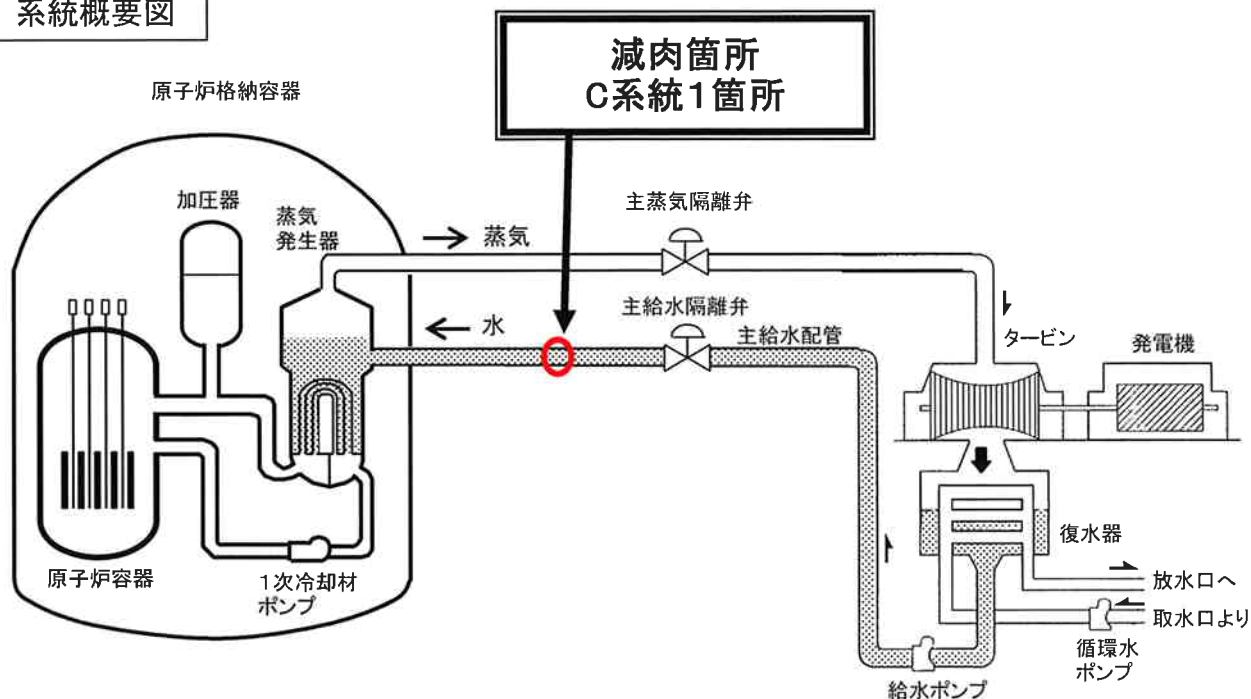 系統概要図
減肉箇所
C系統1箇所
原子炉格納容器
加圧器
蒸気
発生器
蒸気
主蒸気隔離弁
水
主給水隔離弁
主給水配管
タービン
発電機
復水器
原子炉容器
1次冷却材
ポンプ
放水口へ
取水口より
循環水
ポンプ
給水ポンプ